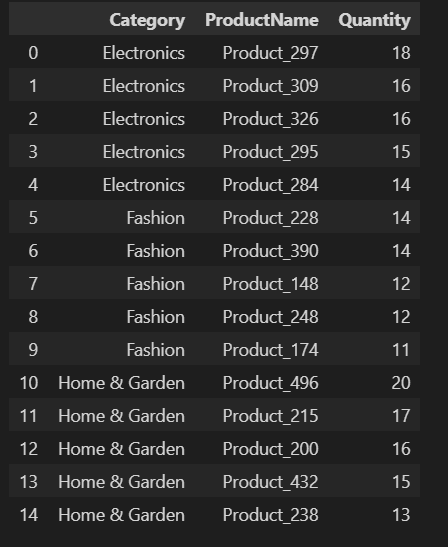 Category ProductName Quantity
0 Electronics Product_297 18
1 Electronics Product_309 16
2 Electronics Product_326 16
3 Electronics Product_295 15
4 Electronics Product_284 14
5 Fashion Product_228 14
6 Fashion Product_390 14
7 Fashion Product_148 12
8 Fashion Product_248 12
9 Fashion Product_174 11
10 Home & Garden Product_496 20
11 Home & Garden Product_215 17
12 Home & Garden Product_200 16
13 Home & Garden Product_432 15
14 Home & Garden Product_238 13